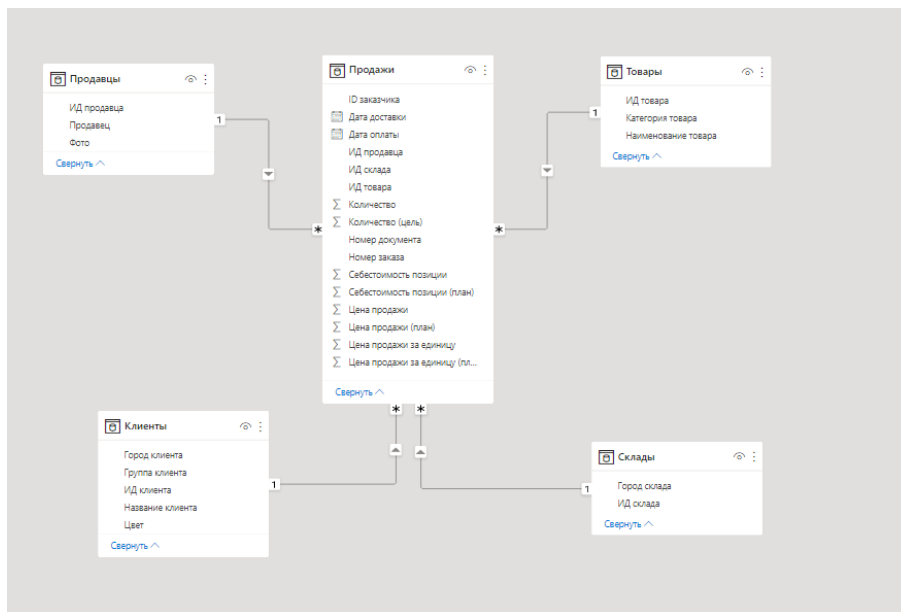 Продавцы
ИД продавца
Продавец
Фото
Свернуть
1
*
Продажи
ID заказчика
Дата доставки
Дата оплаты
ИД продавца
ИД склада
ИД товара
Количество
Количество (цель)
Номер документа
Номер заказа
Себестоимость позиции
Себестоимость позиции (план)
Цена продажи
Цена продажи (план)
Цена продажи за единицу
Цена продажи за единицу (пл...
Свернуть
*
*
Товары
ИД товара
Категория товара
Наименование товара
Свернуть
1
*
Клиенты
Город клиента
Группа клиента
ИД клиента
Название клиента
Цвет
Свернуть
1
Склады
Город склада
ИД склада
Свернуть
1